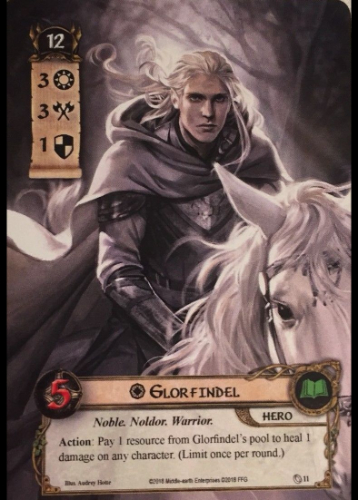 12
3
3
1
GLORFINDEL
5
Noble. Noldor. Warrior.
HERO
Action: Pay 1 resource from Glorfindel's pool to heal 1
damage on any character. (Limit once per round.)
Illus. Audrey Hotte
©2018 Middle-earth Enterprises ©2018 FFG
11